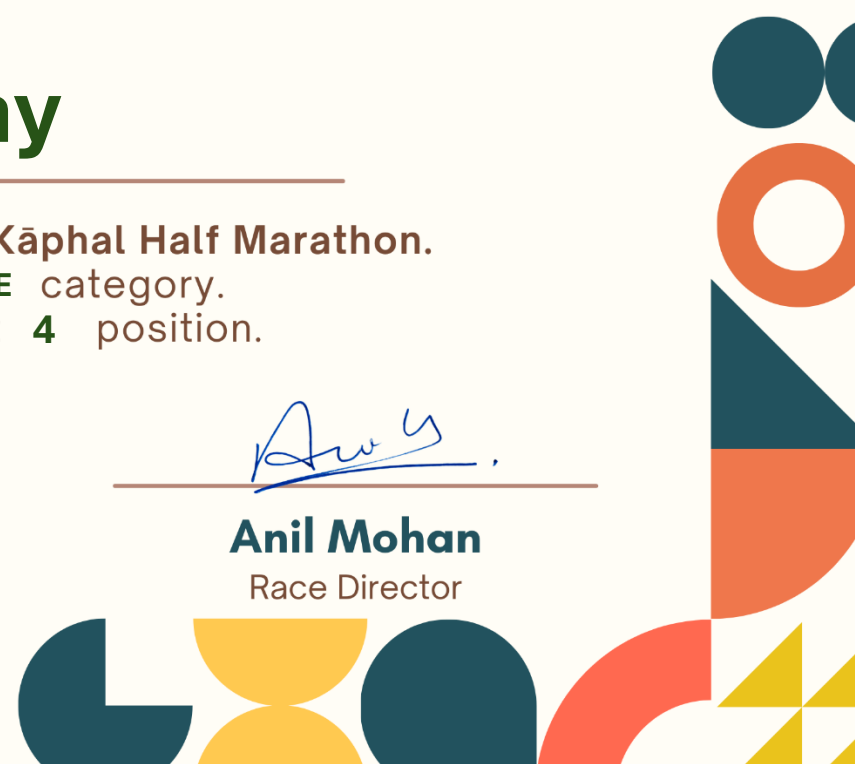 ny
Kāphal Half Marathon.
E category.
4 position.
Anil Mohan
Race Director